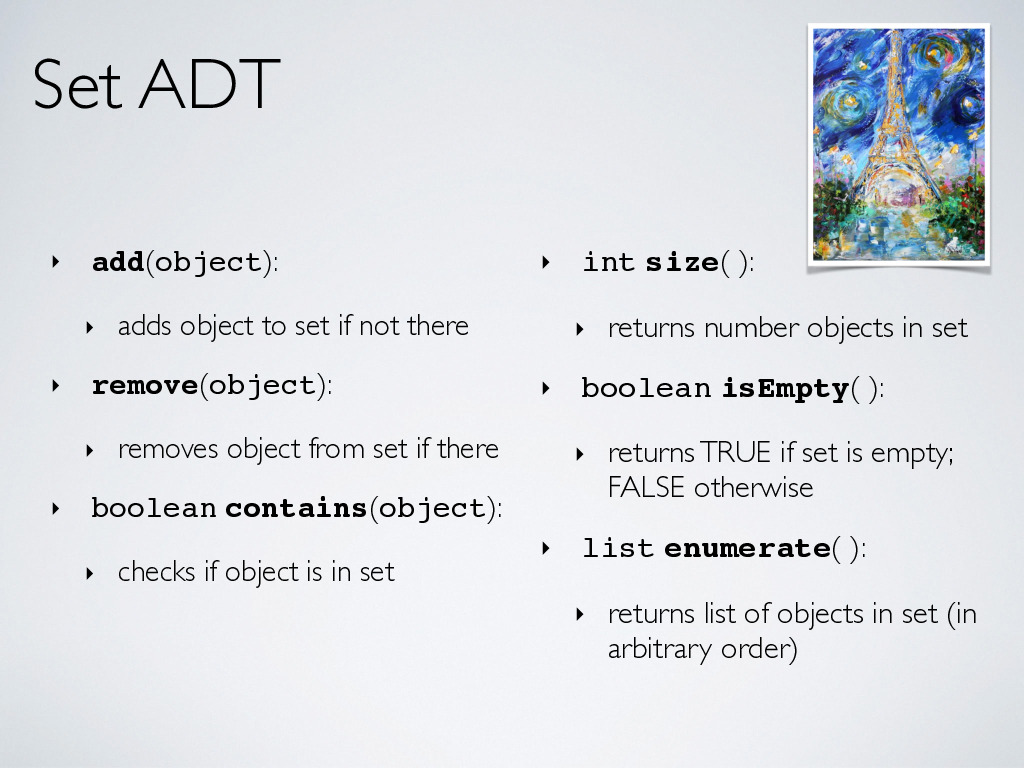 Set ADT
‣ add(object):
‣ adds object to set if not there
‣ remove(object):
‣ removes object from set if there
‣ boolean contains(object):
‣ checks if object is in set
‣ int size( ):
‣ returns number objects in set
‣ boolean isEmpty( ):
‣ returns TRUE if set is empty;
FALSE otherwise
‣ list enumerate( ):
‣ returns list of objects in set (in
arbitrary order)